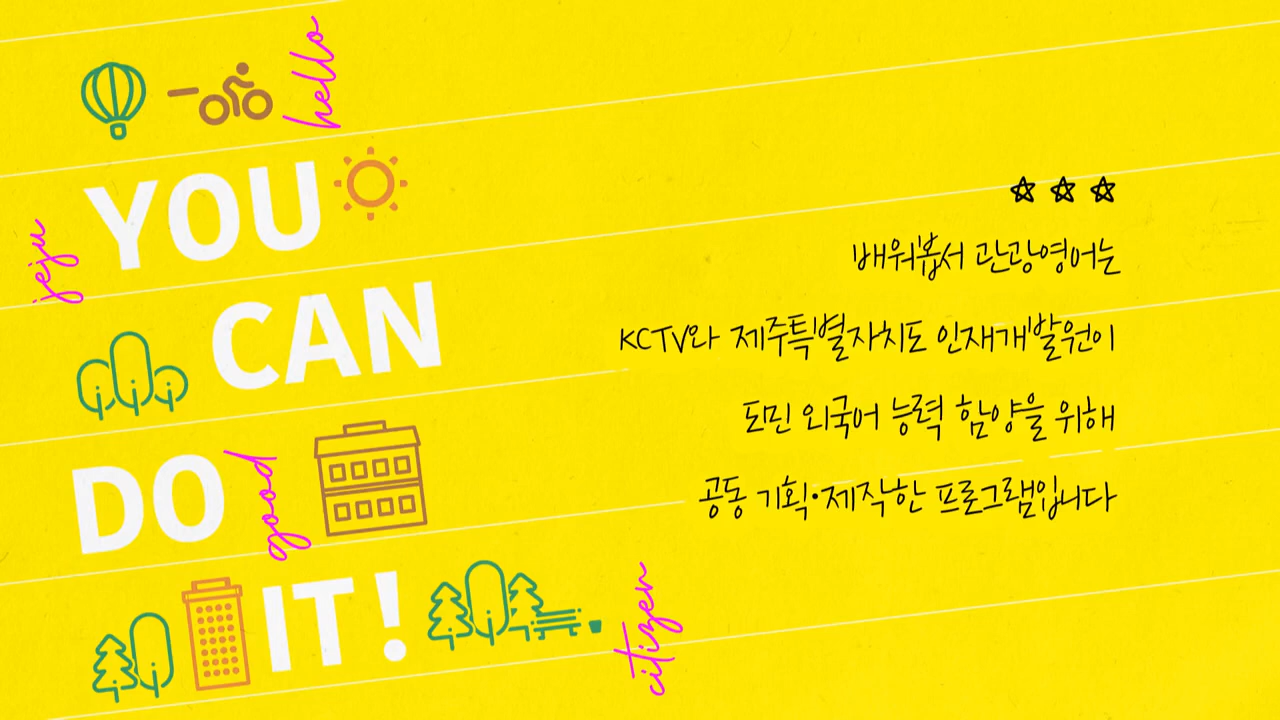 hello
YOU
jeju
CAN
DO
good
IT!
citizen
배워봅서 관광영어는
KCTV와 제주특별자치도 인재개발원이
도민 외국어 능력 함양을 위해
공동 기획·제작한 프로그램입니다